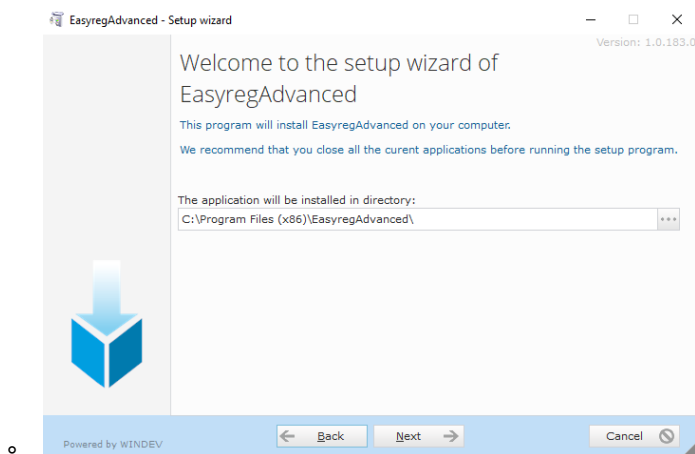 EasyregAdvanced - Setup wizard
Version: 1.0.183.0
Welcome to the setup wizard of
EasyregAdvanced
This program will install EasyregAdvanced on your computer.
We recommend that you close all the curent applications before running the setup program.
The application will be installed in directory:
C:\Program Files (x86)\EasyregAdvanced\
Powered by WINDEV
Back
Next
Cancel